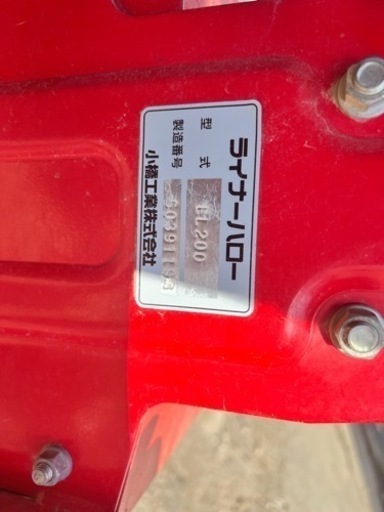 ライナーハロー
型式 HL200
製造番号
小橋工業株式会社